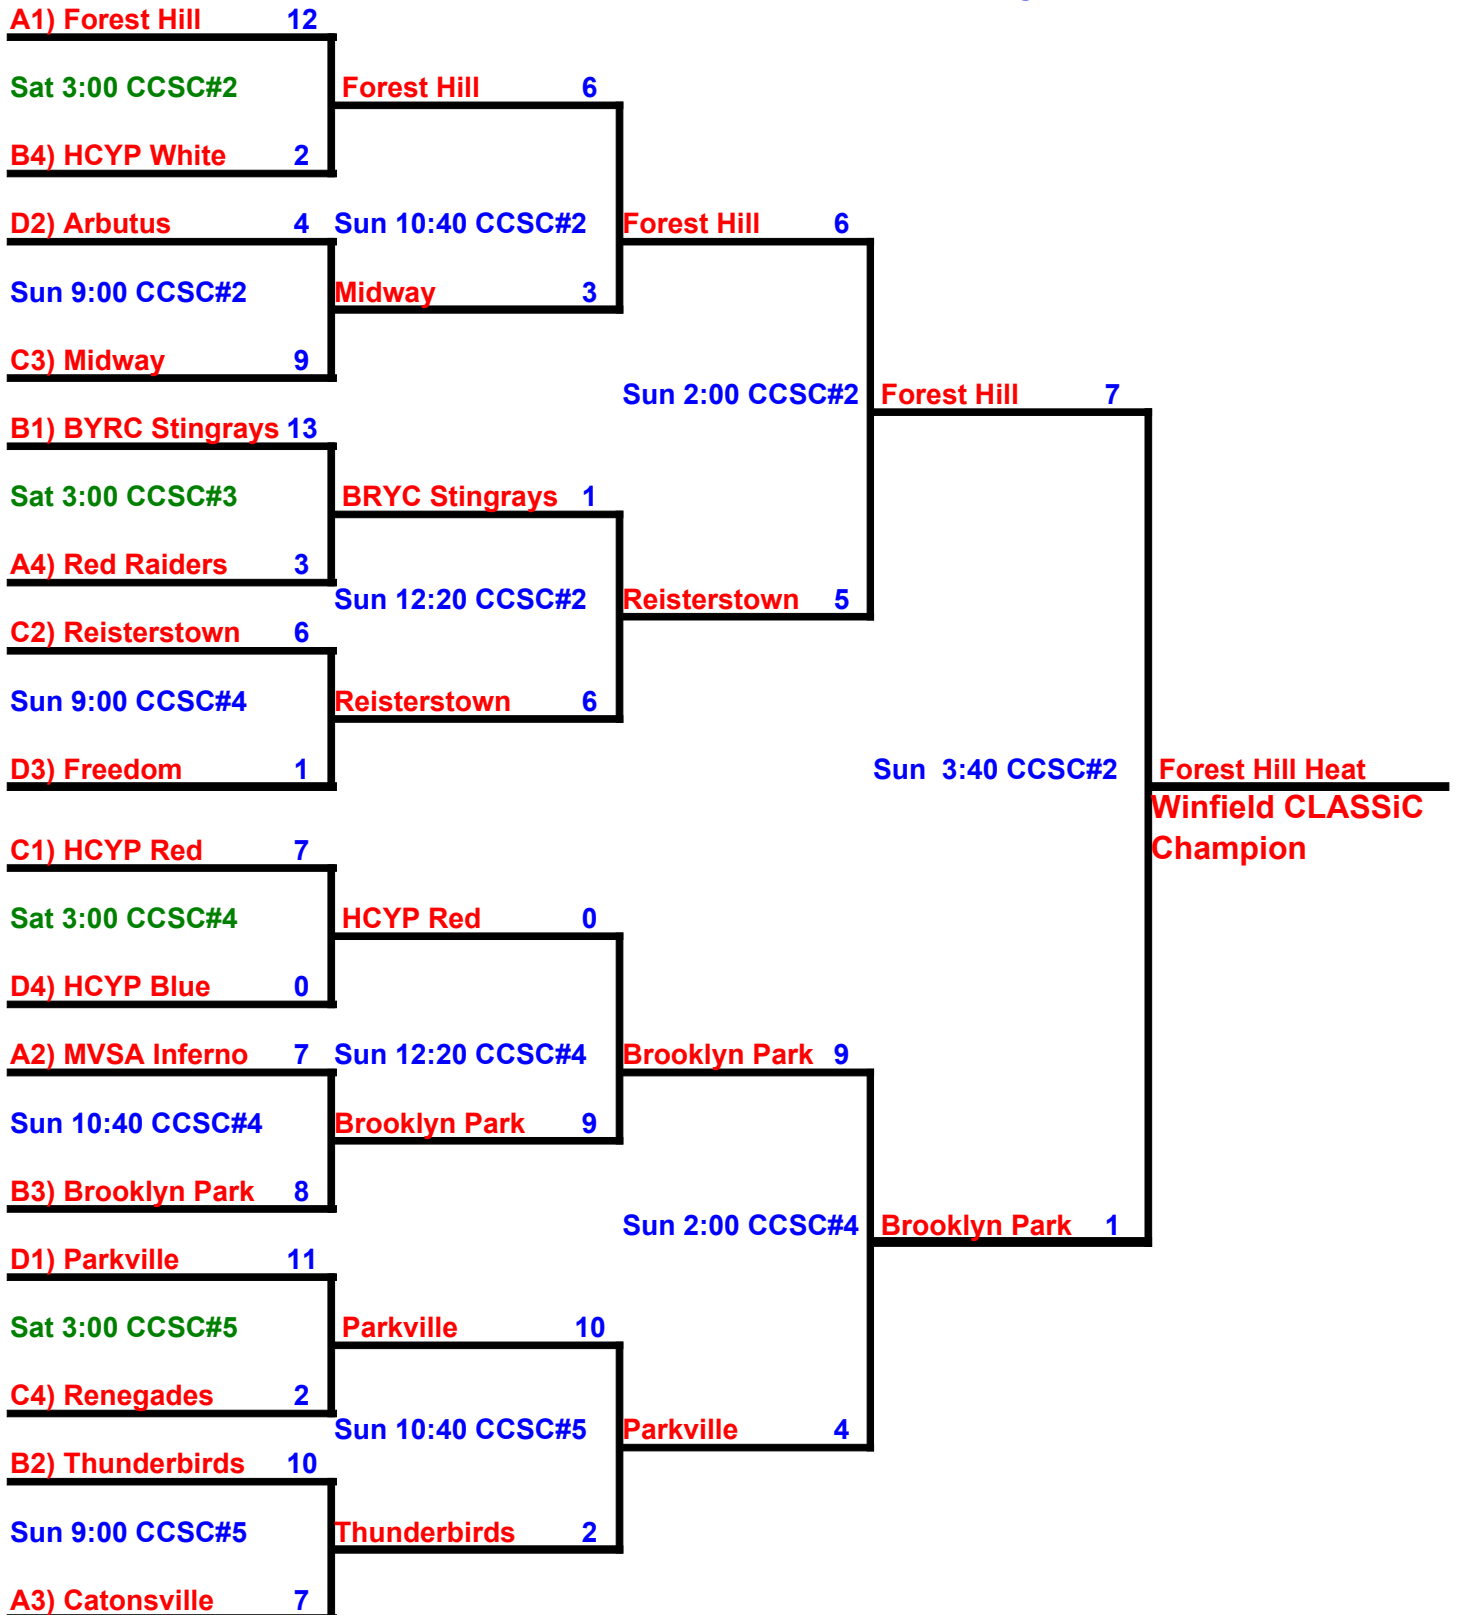 A1) Forest Hill 12
Sat 3:00 CCSC#2 Forest Hill 6
B4) HCYP White 2
D2) Arbutus 4 Sun 10:40 CCSC#2 Forest Hill 6
Sun 9:00 CCSC#2 Midway 3
C3) Midway 9
Sun 2:00 CCSC#2 Forest Hill 7
B1) BYRC Stingrays 13
Sat 3:00 CCSC#3 BRYC Stingrays 1
A4) Red Raiders 3
Sun 12:20 CCSC#2 Reisterstown 5
C2) Reisterstown 6
Sun 9:00 CCSC#4 Reisterstown 6
D3) Freedom 1 Sun 3:40 CCSC#2 Forest Hill Heat
Winfield CLASSiC
Champion
C1) HCYP Red 7
Sat 3:00 CCSC#4 HCYP Red 0
D4) HCYP Blue 0
A2) MVSA Inferno 7 Sun 12:20 CCSC#4 Brooklyn Park 9
Sun 10:40 CCSC#4 Brooklyn Park 9
B3) Brooklyn Park 8
Sun 2:00 CCSC#4 Brooklyn Park 1
D1) Parkville 11
Sat 3:00 CCSC#5 Parkville 10
C4) Renegades 2
Sun 10:40 CCSC#5 Parkville 4
B2) Thunderbirds 10
Sun 9:00 CCSC#5 Thunderbirds 2
A3) Catonsville 7